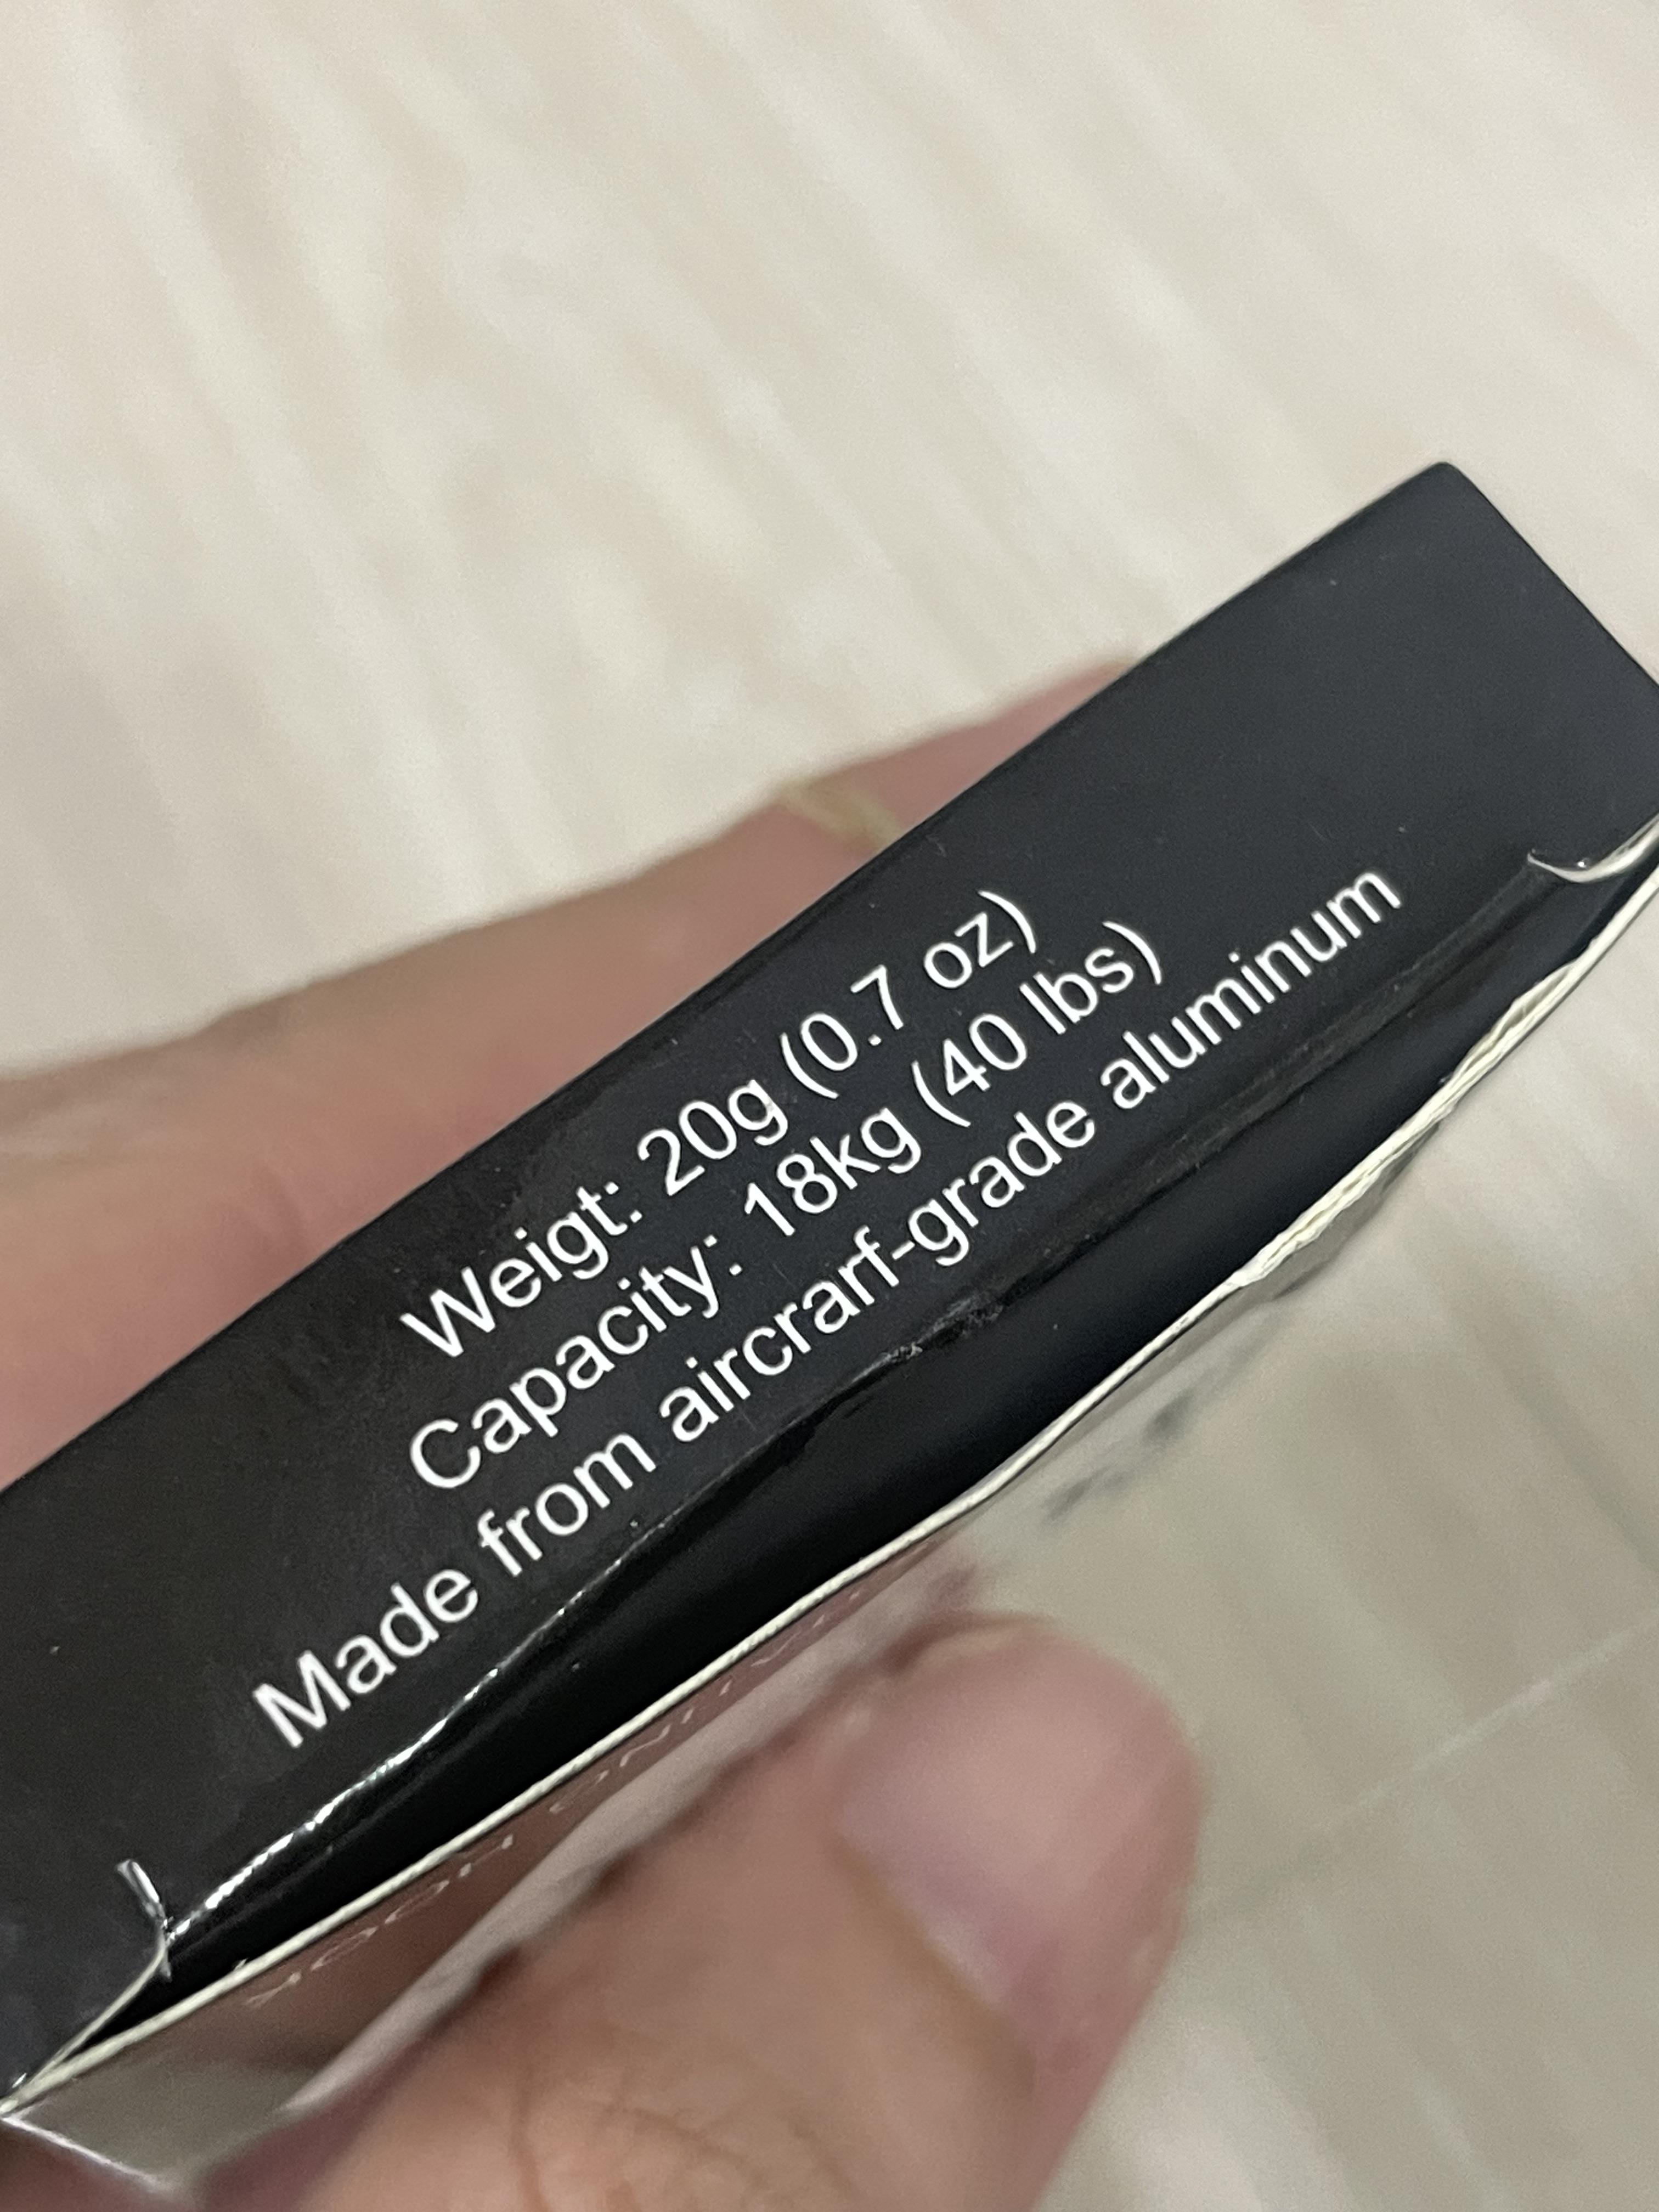 Weigt: 20g (0.7 oz)
Capacity: 18kg (40 lbs)
Made from aircrarf-grade aluminum